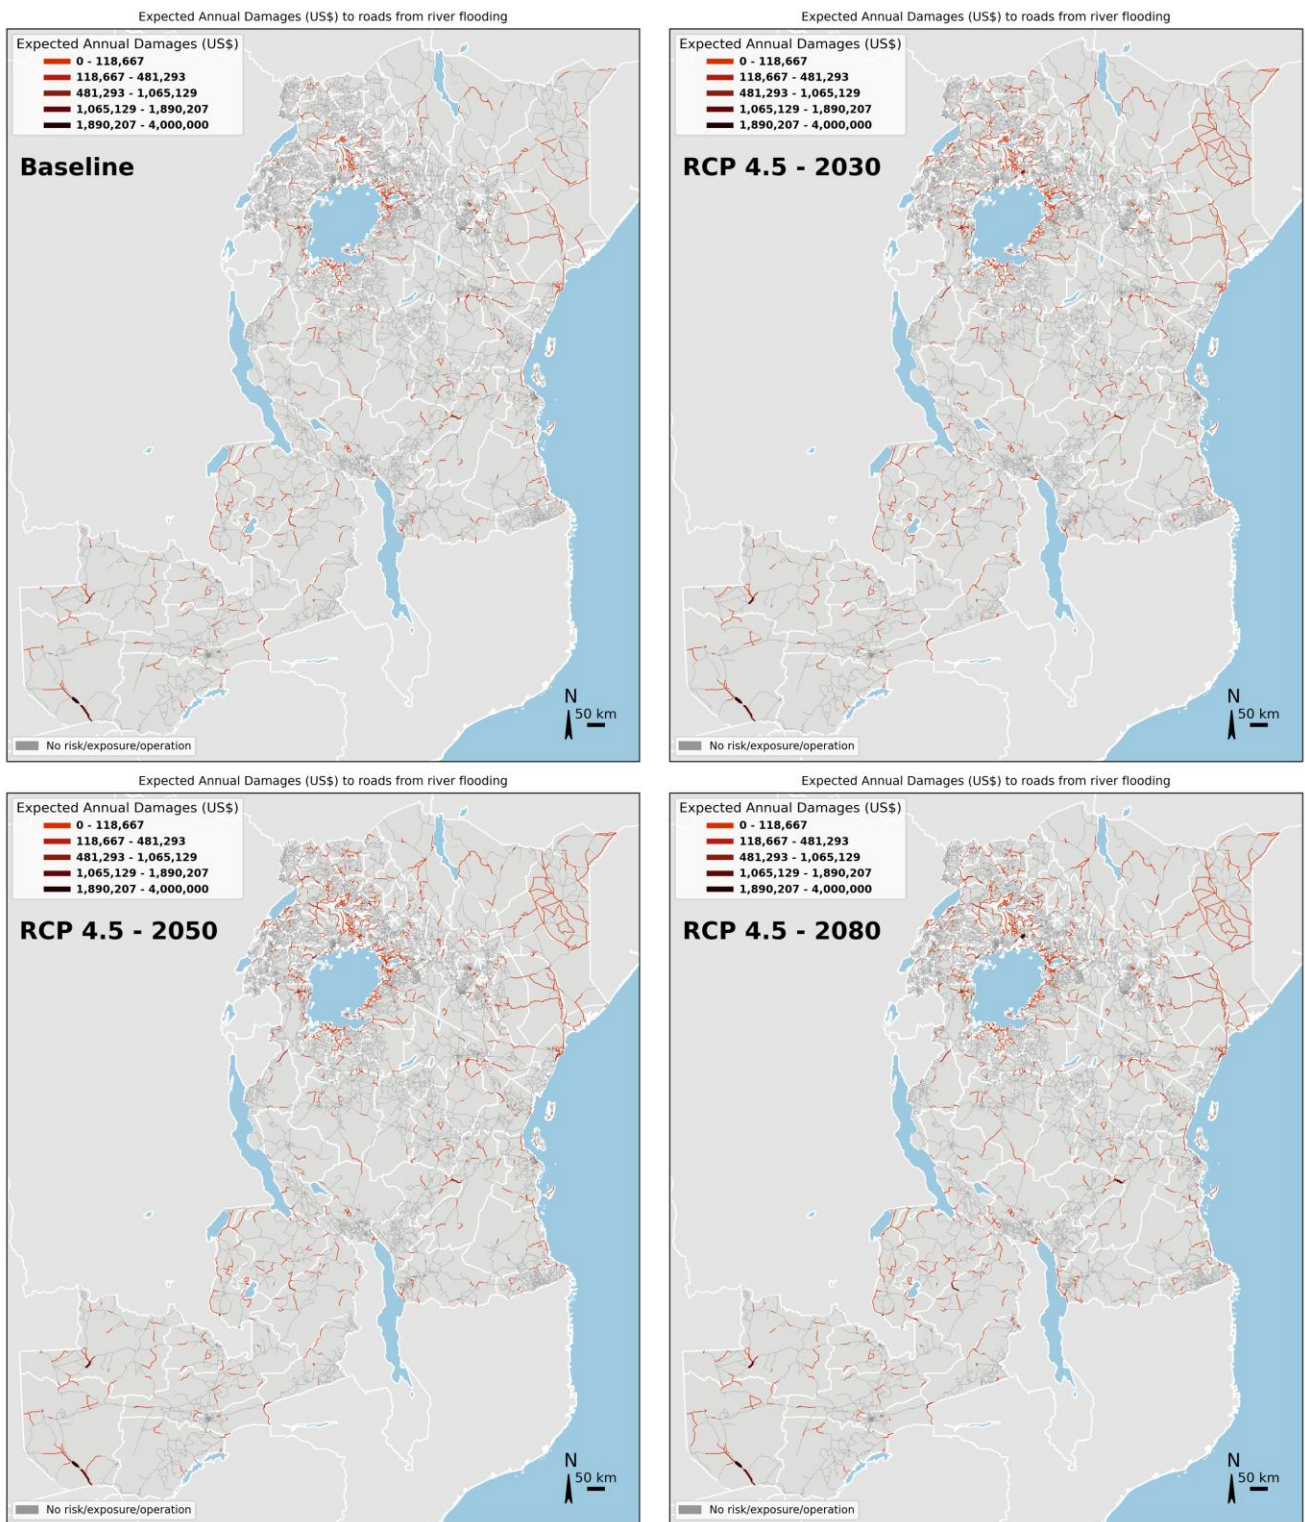 Expected Annual Damages (US$) to roads from river flooding
Expected Annual Damages (US$)
0 - 118,667
118,667 - 481,293
481,293 - 1,065,129
1,065,129 - 1,890,207
1,890,207 - 4,000,000
Baseline
N
50 km
No risk/exposure/operation
Expected Annual Damages (US$) to roads from river flooding
Expected Annual Damages (US$)
0 - 118,667
118,667 - 481,293
481,293 - 1,065,129
1,065,129 - 1,890,207
1,890,207 - 4,000,000
RCP 4.5 - 2030
N
50 km
No risk/exposure/operation
Expected Annual Damages (US$) to roads from river flooding
Expected Annual Damages (US$)
0 - 118,667
118,667 - 481,293
481,293 - 1,065,129
1,065,129 - 1,890,207
1,890,207 - 4,000,000
RCP 4.5 - 2050
N
50 km
No risk/exposure/operation
Expected Annual Damages (US$) to roads from river flooding
Expected Annual Damages (US$)
0 - 118,667
118,667 - 481,293
481,293 - 1,065,129
1,065,129 - 1,890,207
1,890,207 - 4,000,000
RCP 4.5 - 2080
N
50 km
No risk/exposure/operation